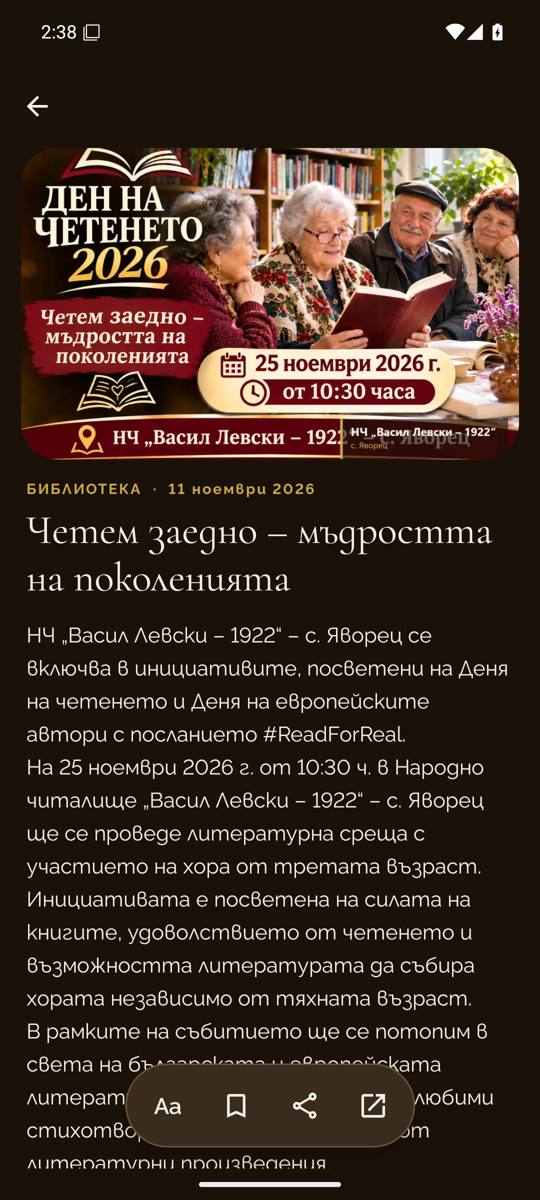 2:38
ДЕН НА
ЧЕТЕНЕТО
2026
Четем заедно –
мъдростта на
поколенията
25 ноември 2026 г.
от 10:30 часа
НЧ „Васил Левски – 1922“ – с. Яворец
НЧ „Васил Левски – 1922“
с. Яворец
БИБЛИОТЕКА · 11 ноември 2026
Четем заедно – мъдростта
на поколенията
НЧ „Васил Левски – 1922“ – с. Яворец се
включва в инициативите, посветени на Деня
на четенето и Деня на европейските
автори с посланието #ReadForReal.
На 25 ноември 2026 г. от 10:30 ч. в Народно
читалище „Васил Левски – 1922“ – с. Яворец
ще се проведе литературна среща с
участието на хора от третата възраст.
Инициативата е посветена на силата на
книгите, удоволствието от четенето и
възможността литературата да събира
хората независимо от тяхната възраст.
В рамките на събитието ще се потопим в
света на българската и европейската
любими
от
литературни произведения
Aa